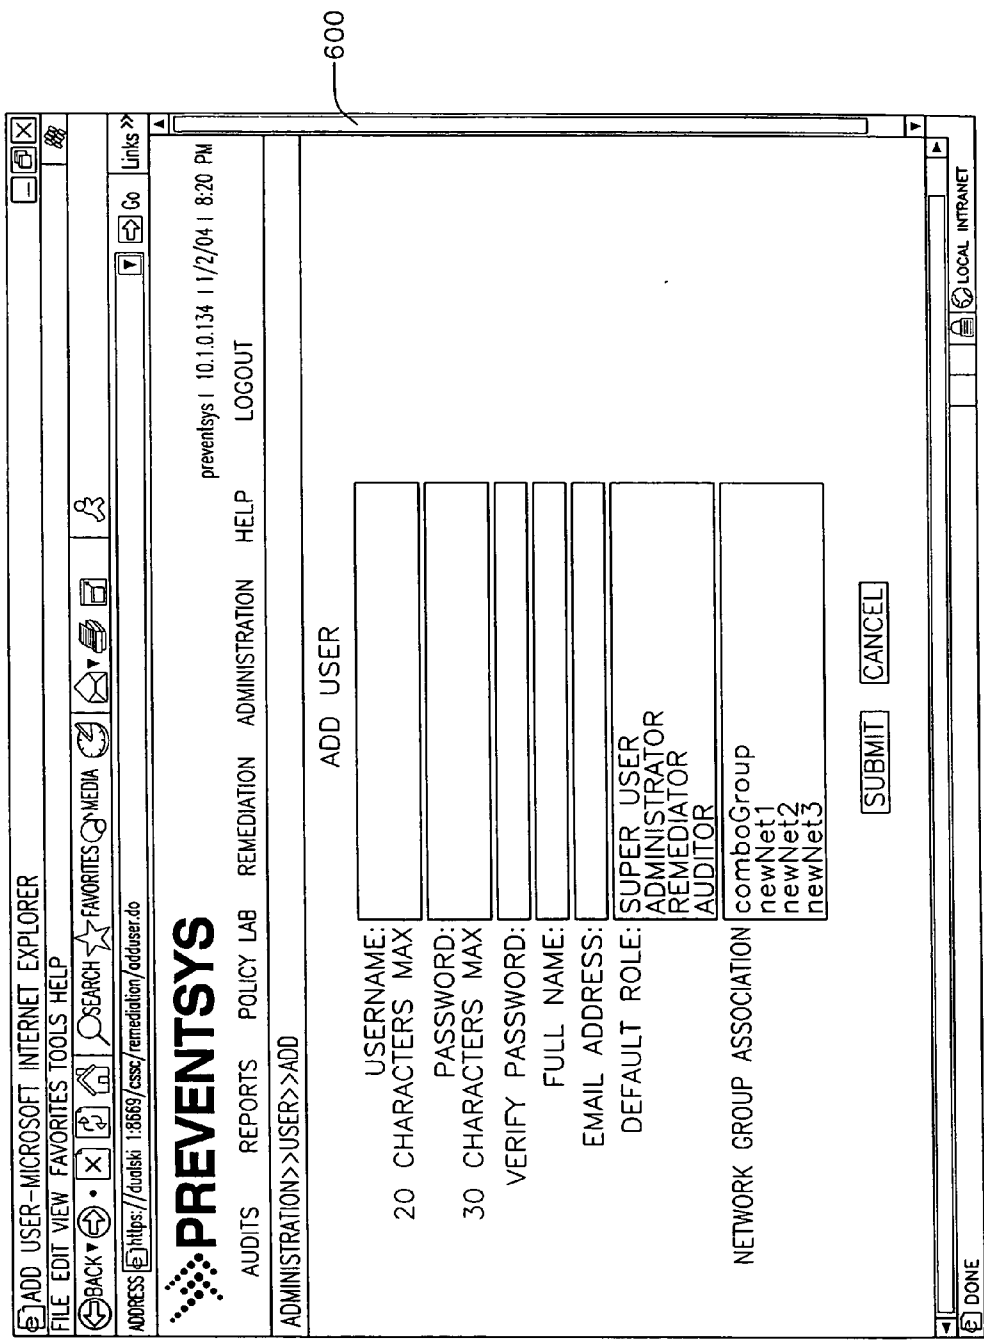 ADD USER-MICROSOFT INTERNET EXPLORER
FILE EDIT VIEW FAVORITES TOOLS HELP
BACK SEARCH FAVORITES MEDIA
ADDRESS https://dualski 1:8669/cssc/remediation/adduser.do Go Links >>
PREVENTSYS
preventsys | 10.1.0.134 | 1/2/04 | 8:20 PM
AUDITS REPORTS POLICY LAB REMEDIATION ADMINISTRATION HELP LOGOUT
ADMINISTRATION>>USER>>ADD
ADD USER
USERNAME:
20 CHARACTERS MAX
PASSWORD:
30 CHARACTERS MAX
VERIFY PASSWORD:
FULL NAME:
EMAIL ADDRESS:
DEFAULT ROLE: SUPER USER
ADMINISTRATOR
REMEDIATOR
AUDITOR
NETWORK GROUP ASSOCIATION comboGroup
newNet1
newNet2
newNet3
SUBMIT CANCEL
DONE LOCAL INTRANET
600